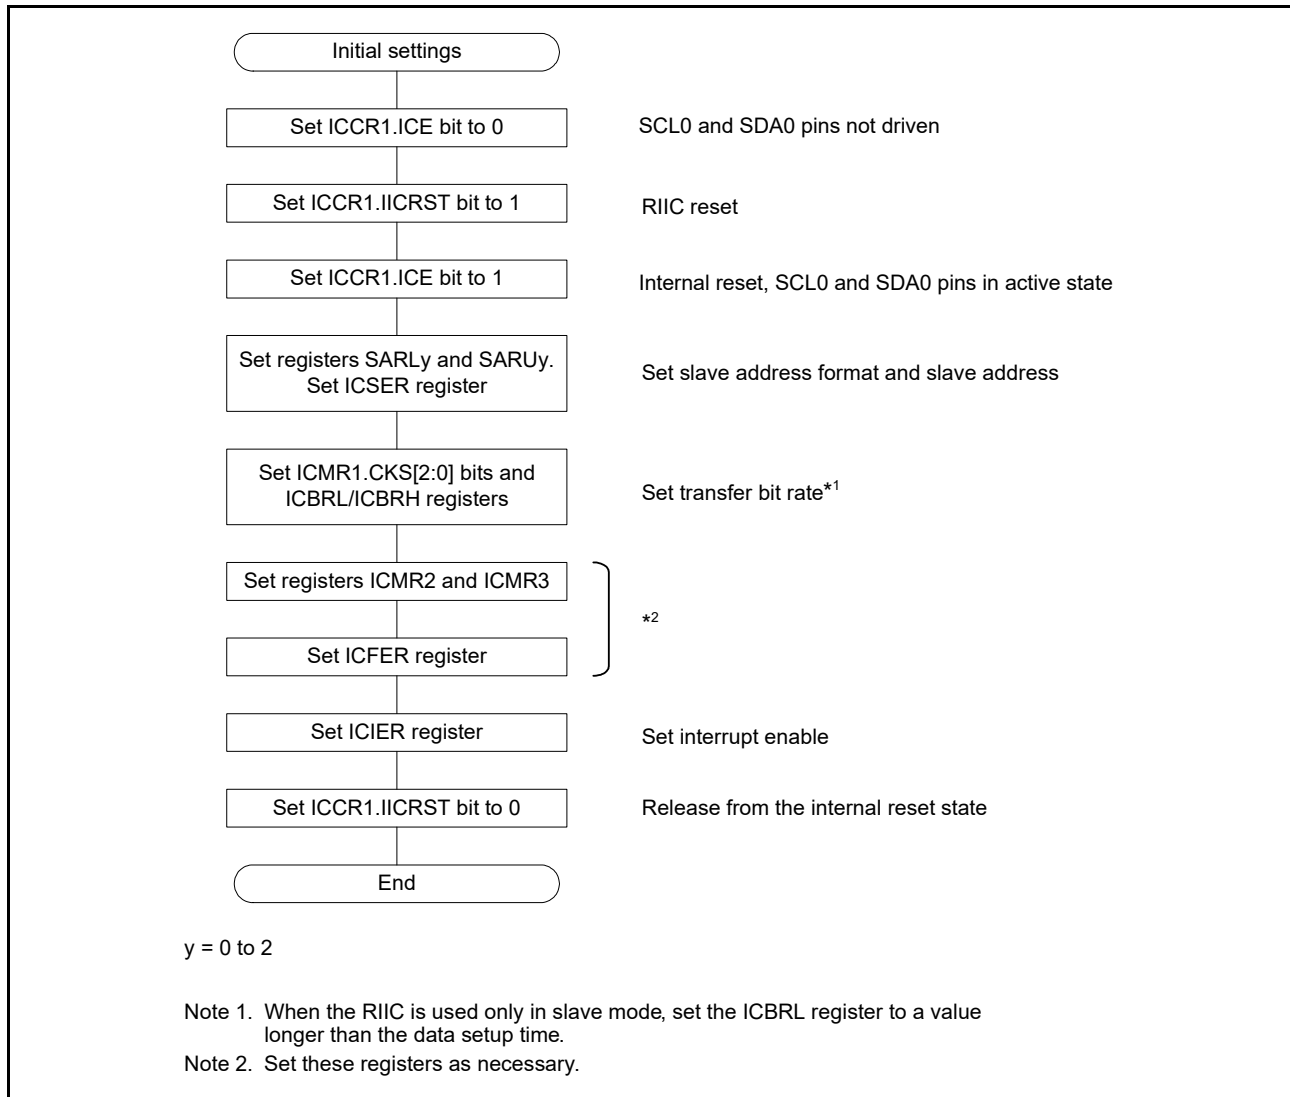 Initial settings
Set ICCR1.ICE bit to 0
SCL0 and SDA0 pins not driven
Set ICCR1.IICRST bit to 1
RIIC reset
Set ICCR1.ICE bit to 1
Internal reset, SCL0 and SDA0 pins in active state
Set registers SARLy and SARUy.
Set ICSER register
Set slave address format and slave address
Set ICMR1.CKS[2:0] bits and
ICBRL/ICBRH registers
Set transfer bit rate*1
Set registers ICMR2 and ICMR3
*2
Set ICFER register
Set ICIER register
Set interrupt enable
Set ICCR1.IICRST bit to 0
Release from the internal reset state
End
y = 0 to 2
Note 1. When the RIIC is used only in slave mode, set the ICBRL register to a value
longer than the data setup time.
Note 2. Set these registers as necessary.